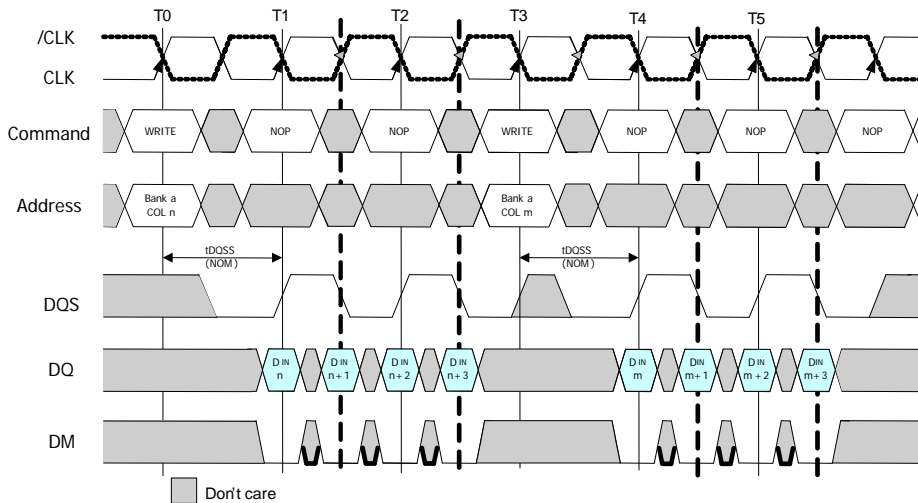 T0 T1 T2 T3 T4 T5
/CLK
CLK
Command WRITE NOP NOP WRITE NOP NOP NOP
Address Bank a COL n Bank a COL m
tDQSS (NOM) tDQSS (NOM)
DQS
DQ D IN n D IN n+1 D IN n+2 D IN n+3 D IN m D IN m+1 D IN m+2 D IN m+3
DM
Don't care